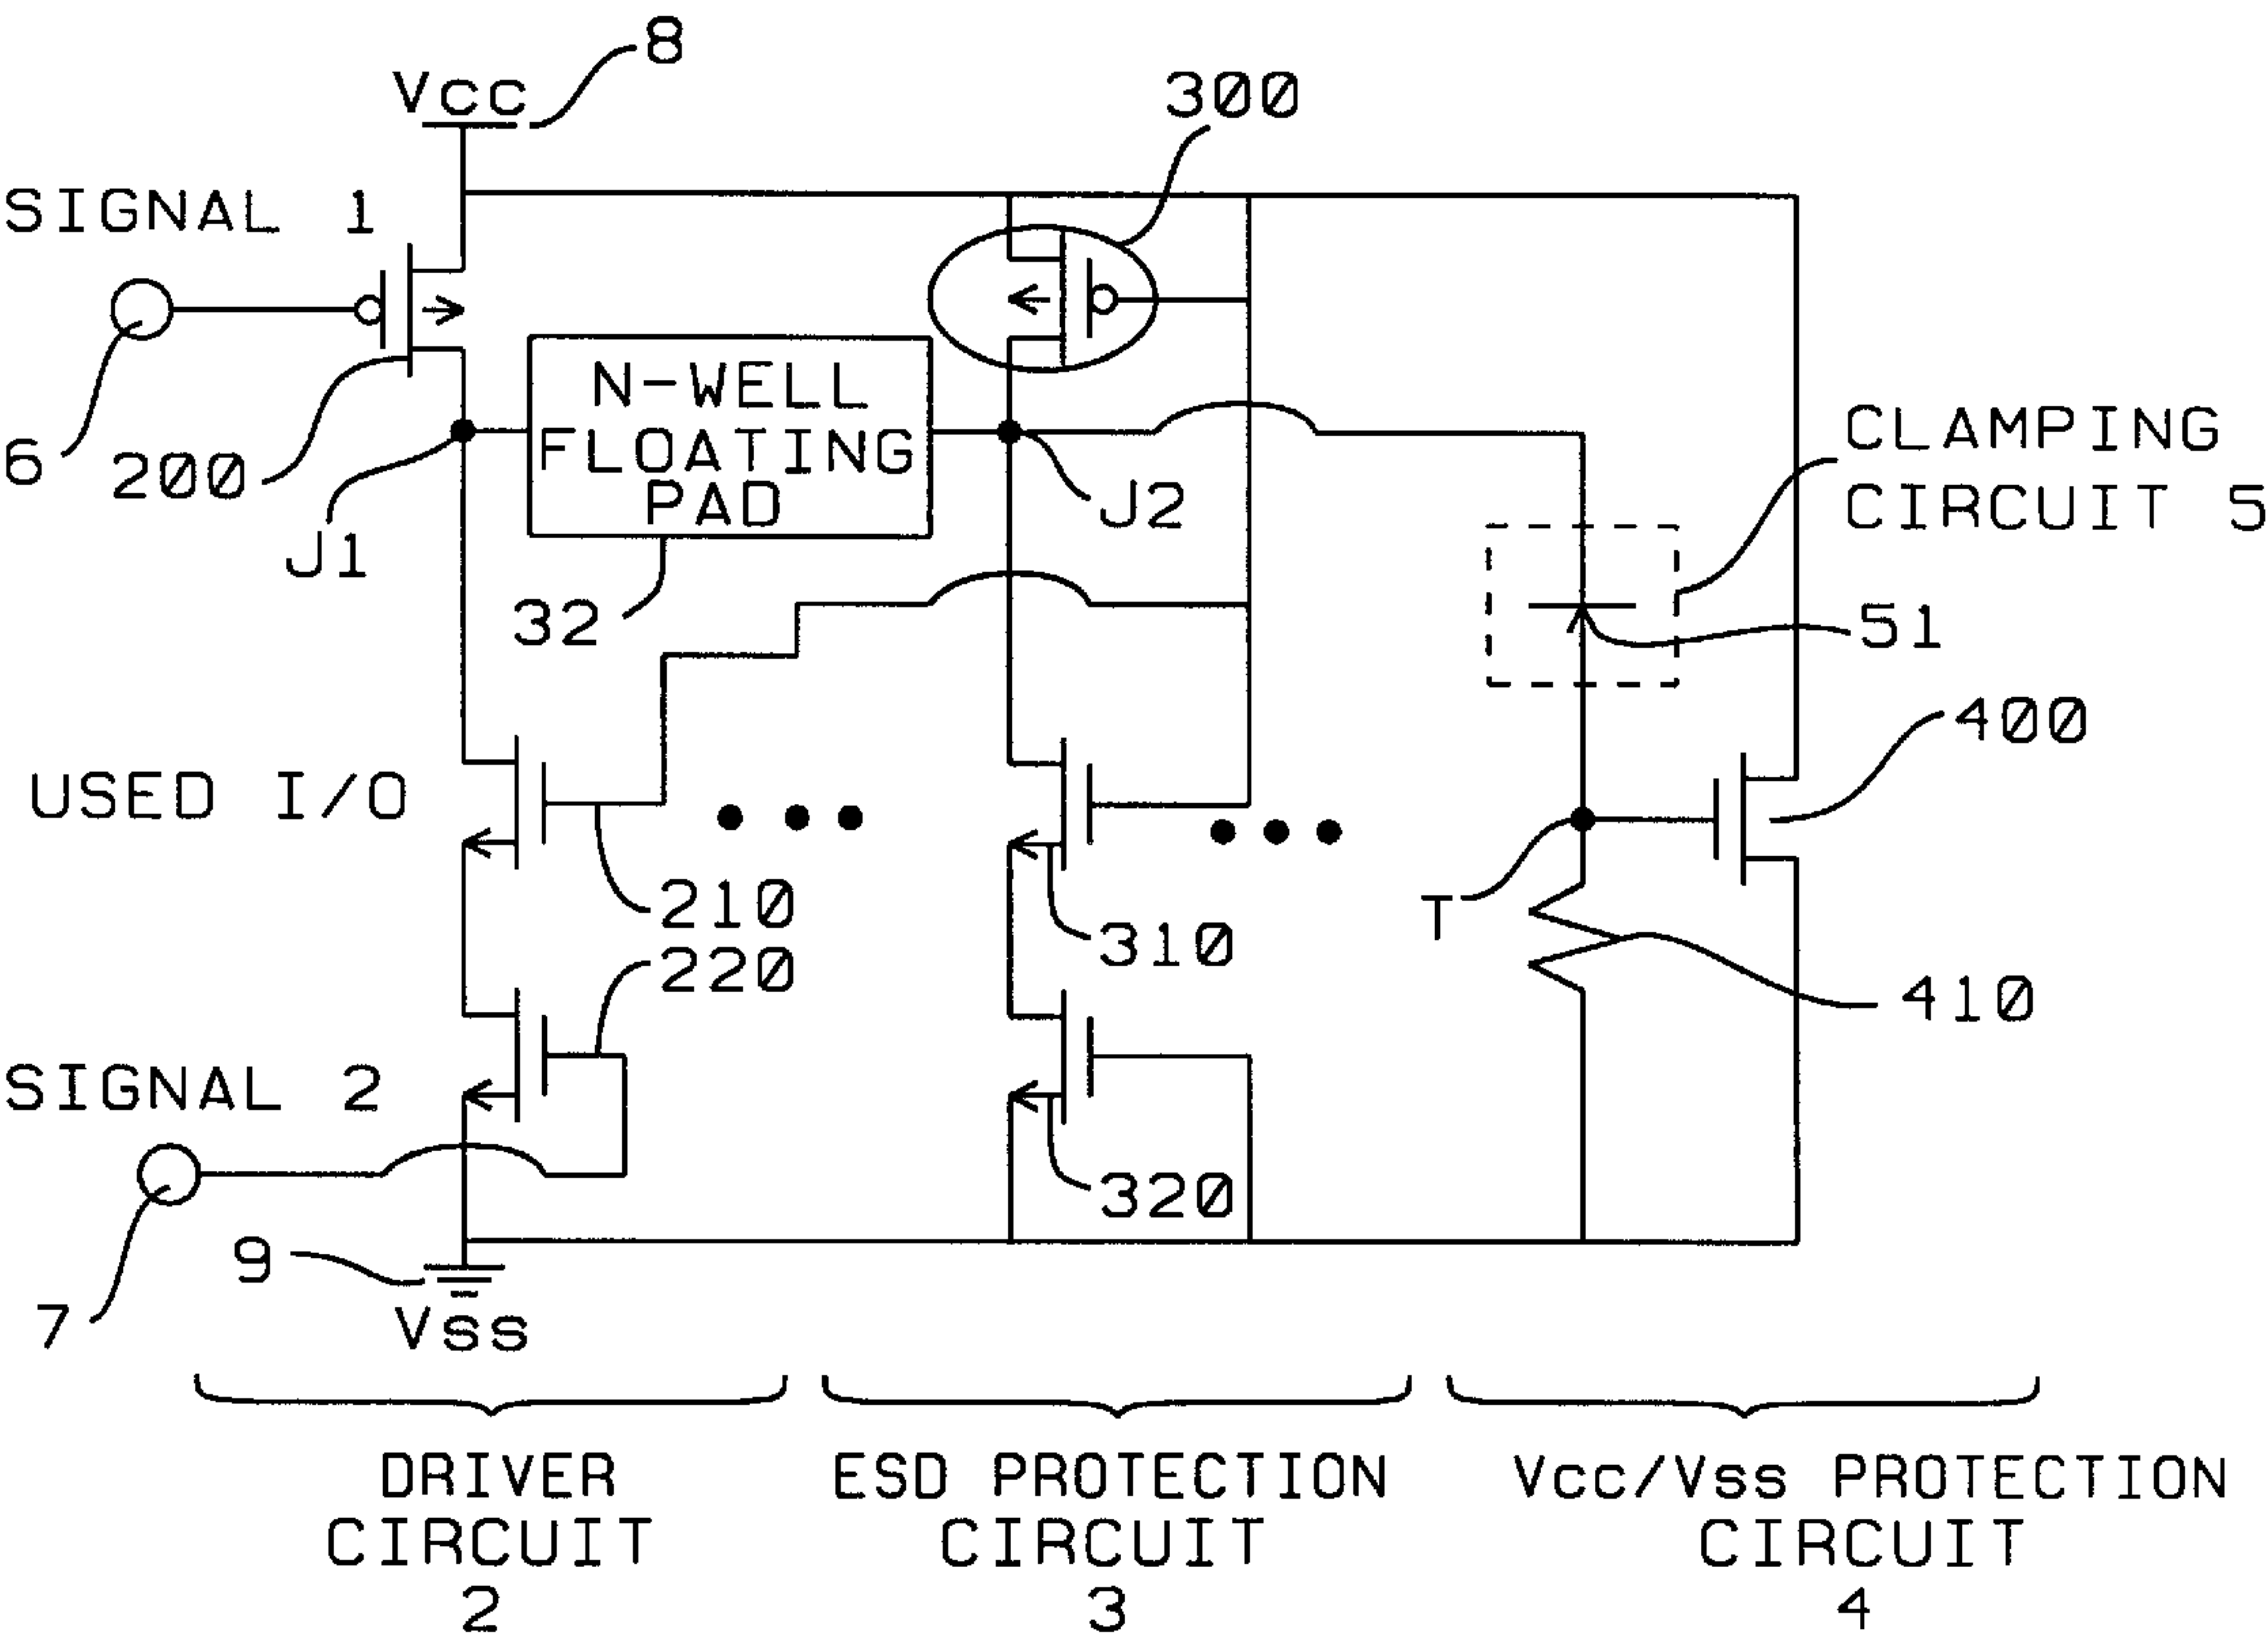 8
Vcc
300
SIGNAL 1
N-WELL
FLOATING
PAD
CLAMPING
CIRCUIT 5
6
200
J2
J1
32
51
400
USED I/O
210
T
310
220
410
SIGNAL 2
320
9
7
Vss
DRIVER
CIRCUIT
2
ESD PROTECTION
CIRCUIT
3
Vcc/Vss PROTECTION
CIRCUIT
4